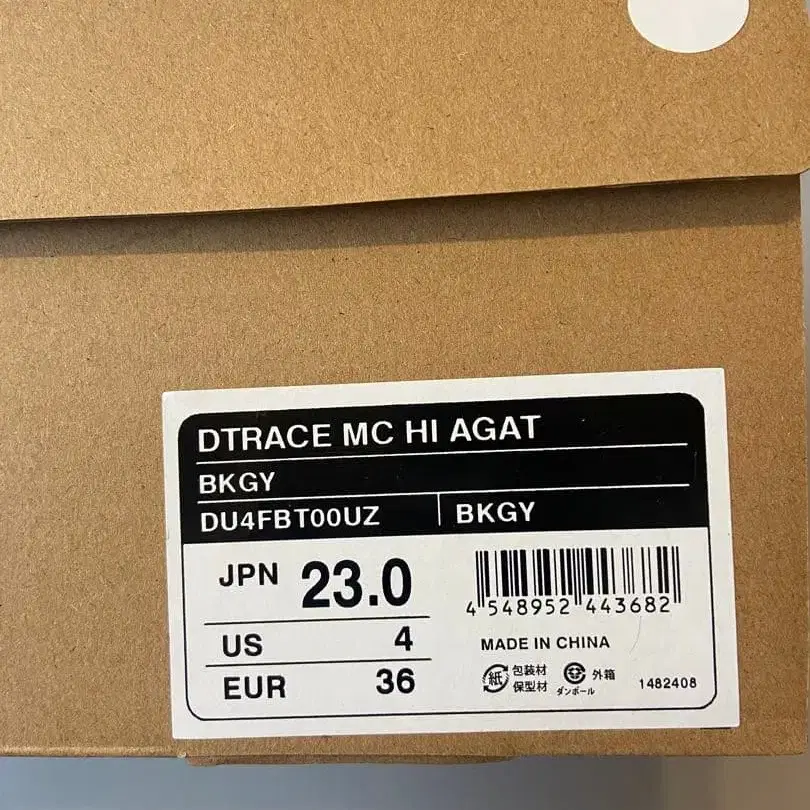 DTRACE MC HI AGAT
BKGY
DU4FBT00UZ BKGY
JPN 23.0
US 4
EUR 36
4 548952 443682
MADE IN CHINA
紙 包装材
保型材
ダンボール 外箱
1482408